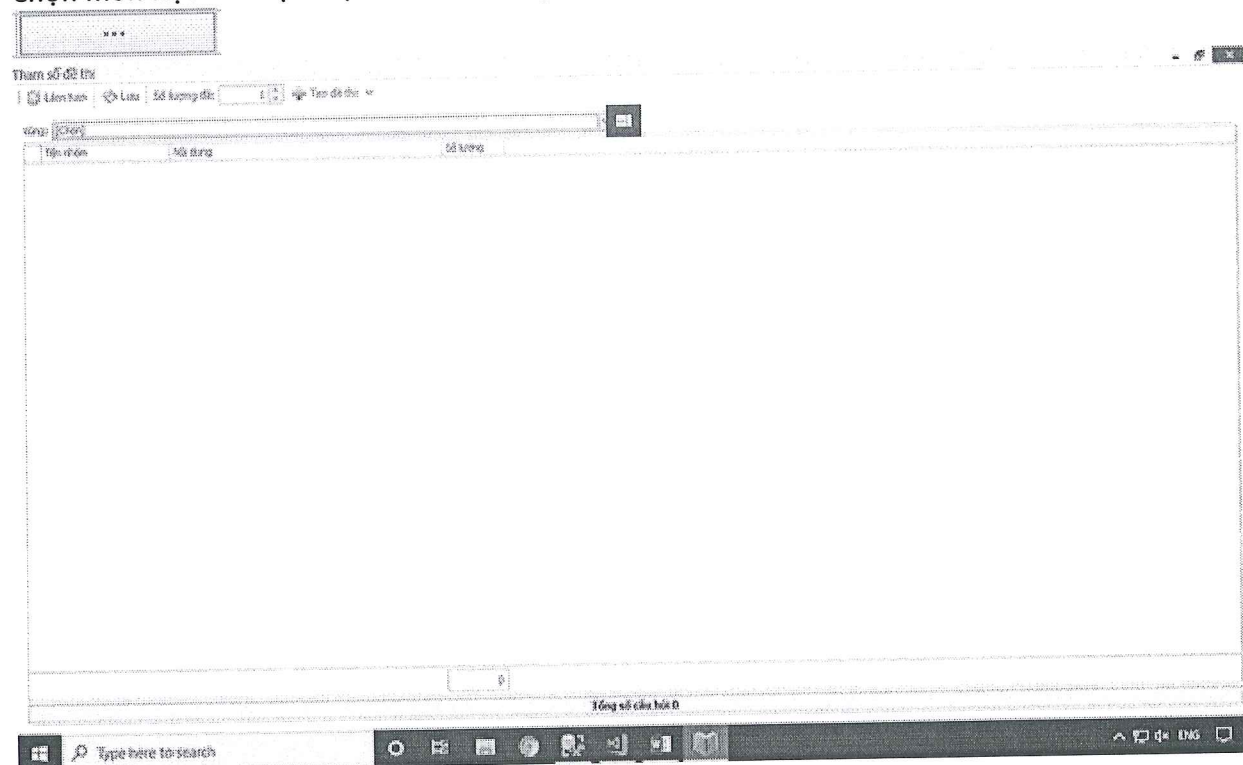 ...
Tham số đề thi
Làm tươi Lưu Số lượng đề: 1 Tạo đề thi
[Chọn] ...
Tên nhóm Nội dung Số lượng
0
Tổng số câu hỏi: 0
Type here to search ENG